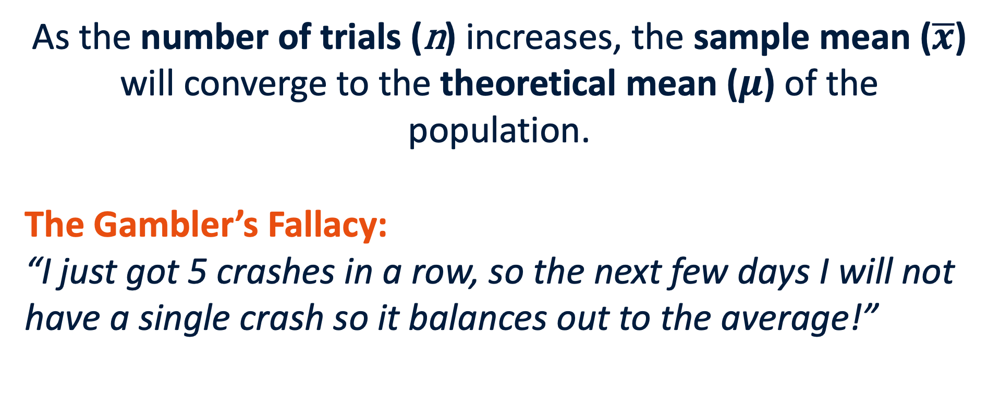 As the number of trials (n) increases, the sample mean (x̅)
will converge to the theoretical mean (μ) of the
population.
The Gambler’s Fallacy:
“I just got 5 crashes in a row, so the next few days I will not
have a single crash so it balances out to the average!”